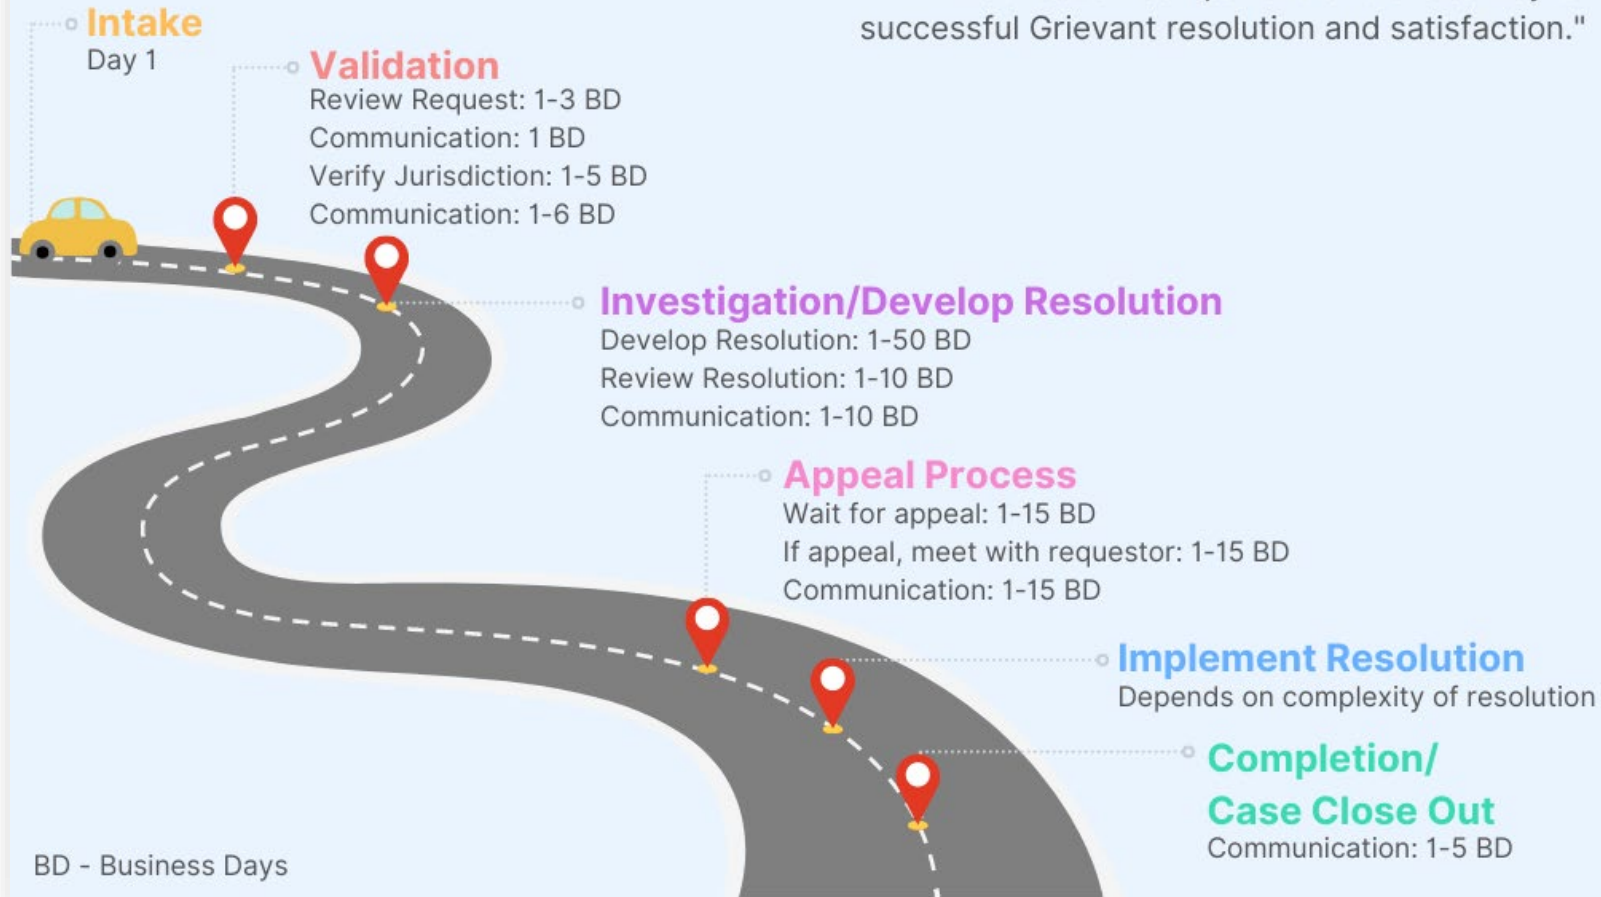 successful Grievant resolution and satisfaction."
Intake
Day 1
Validation
Review Request: 1-3 BD
Communication: 1 BD
Verify Jurisdiction: 1-5 BD
Communication: 1-6 BD
Investigation/Develop Resolution
Develop Resolution: 1-50 BD
Review Resolution: 1-10 BD
Communication: 1-10 BD
Appeal Process
Wait for appeal: 1-15 BD
If appeal, meet with requestor: 1-15 BD
Communication: 1-15 BD
Implement Resolution
Depends on complexity of resolution
Completion/
Case Close Out
Communication: 1-5 BD
BD - Business Days